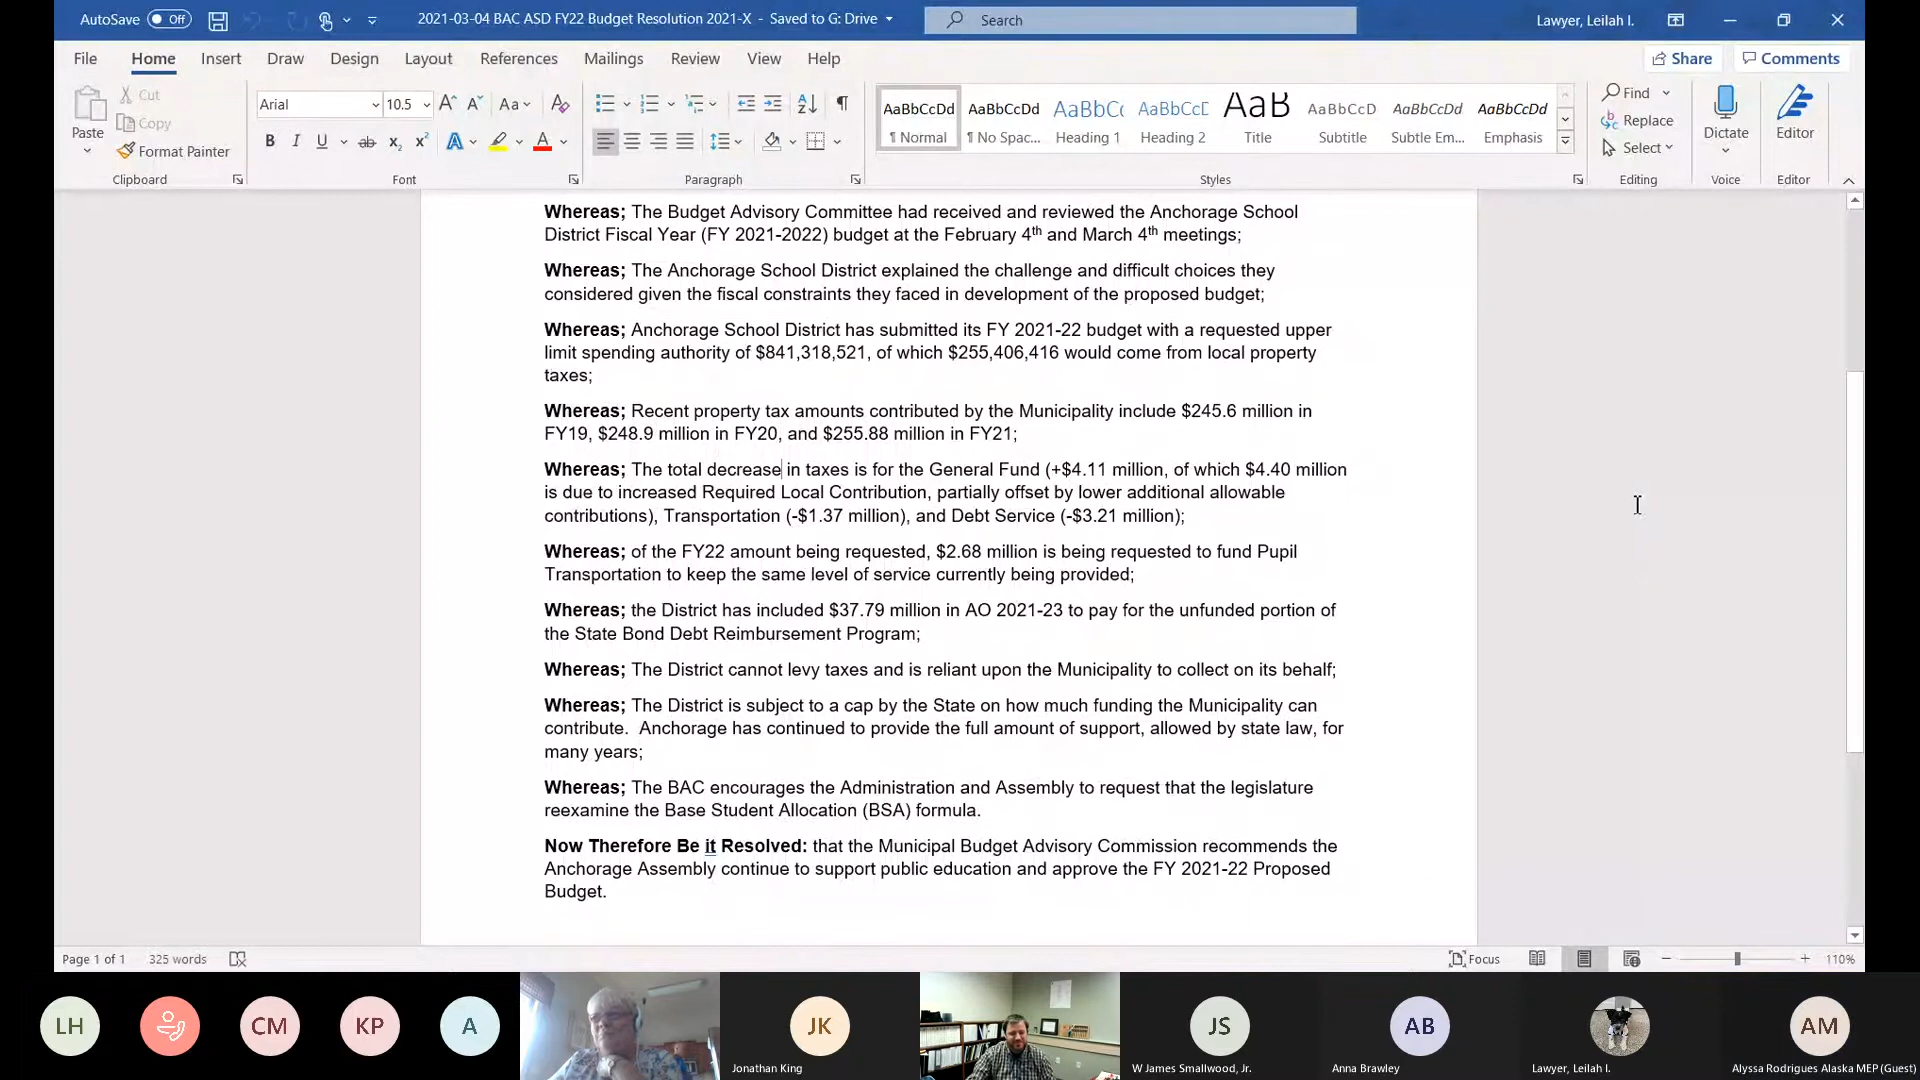 AutoSave Off 2021-03-04 BAC ASD FY22 Budget Resolution 2021-X - Saved to G: Drive Search Lawyer, Leilah I.
File Home Insert Draw Design Layout References Mailings Review View Help Share Comments
Paste Cut Copy Format Painter
Clipboard
Arial 10.5
Font
Paragraph
AaBbCcDd AaBbCcDd AaBbCc AaBbCcD AaB AaBbCcD AaBbCcDd AaBbCcDd
¶ Normal ¶ No Spac... Heading 1 Heading 2 Title Subtitle Subtle Em... Emphasis
Styles
Find Replace Select
Editing
Dictate
Voice
Editor
Editor
Whereas; The Budget Advisory Committee had received and reviewed the Anchorage School
District Fiscal Year (FY 2021-2022) budget at the February 4th and March 4th meetings;
Whereas; The Anchorage School District explained the challenge and difficult choices they
considered given the fiscal constraints they faced in development of the proposed budget;
Whereas; Anchorage School District has submitted its FY 2021-22 budget with a requested upper
limit spending authority of $841,318,521, of which $255,406,416 would come from local property
taxes;
Whereas; Recent property tax amounts contributed by the Municipality include $245.6 million in
FY19, $248.9 million in FY20, and $255.88 million in FY21;
Whereas; The total decrease in taxes is for the General Fund (+$4.11 million, of which $4.40 million
is due to increased Required Local Contribution, partially offset by lower additional allowable
contributions), Transportation (-$1.37 million), and Debt Service (-$3.21 million);
Whereas; of the FY22 amount being requested, $2.68 million is being requested to fund Pupil
Transportation to keep the same level of service currently being provided;
Whereas; the District has included $37.79 million in AO 2021-23 to pay for the unfunded portion of
the State Bond Debt Reimbursement Program;
Whereas; The District cannot levy taxes and is reliant upon the Municipality to collect on its behalf;
Whereas; The District is subject to a cap by the State on how much funding the Municipality can
contribute. Anchorage has continued to provide the full amount of support, allowed by state law, for
many years;
Whereas; The BAC encourages the Administration and Assembly to request that the legislature
reexamine the Base Student Allocation (BSA) formula.
Now Therefore Be it Resolved: that the Municipal Budget Advisory Commission recommends the
Anchorage Assembly continue to support public education and approve the FY 2021-22 Proposed
Budget.
Page 1 of 1 325 words Focus 110%
LH CM KP A JK JS AB AM
Jonathan King W James Smallwood, Jr. Anna Brawley Lawyer, Leilah I. Alyssa Rodrigues Alaska MEP (Guest)